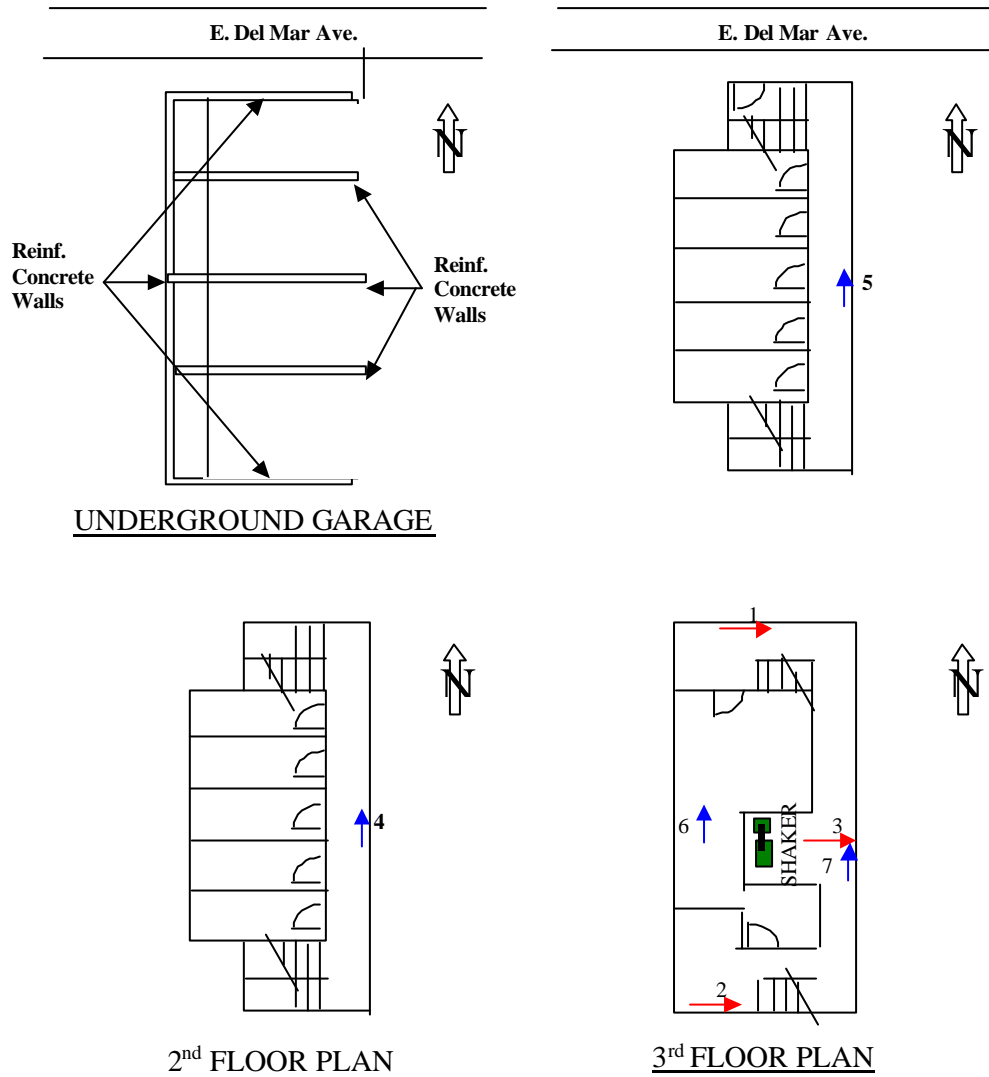 E. Del Mar Ave.
E. Del Mar Ave.
N
N
Reinf.
Concrete
Walls
Reinf.
Concrete
Walls
5
UNDERGROUND GARAGE
N
N
1
4
6
SHAKER
3
7
2
2nd FLOOR PLAN
3rd FLOOR PLAN